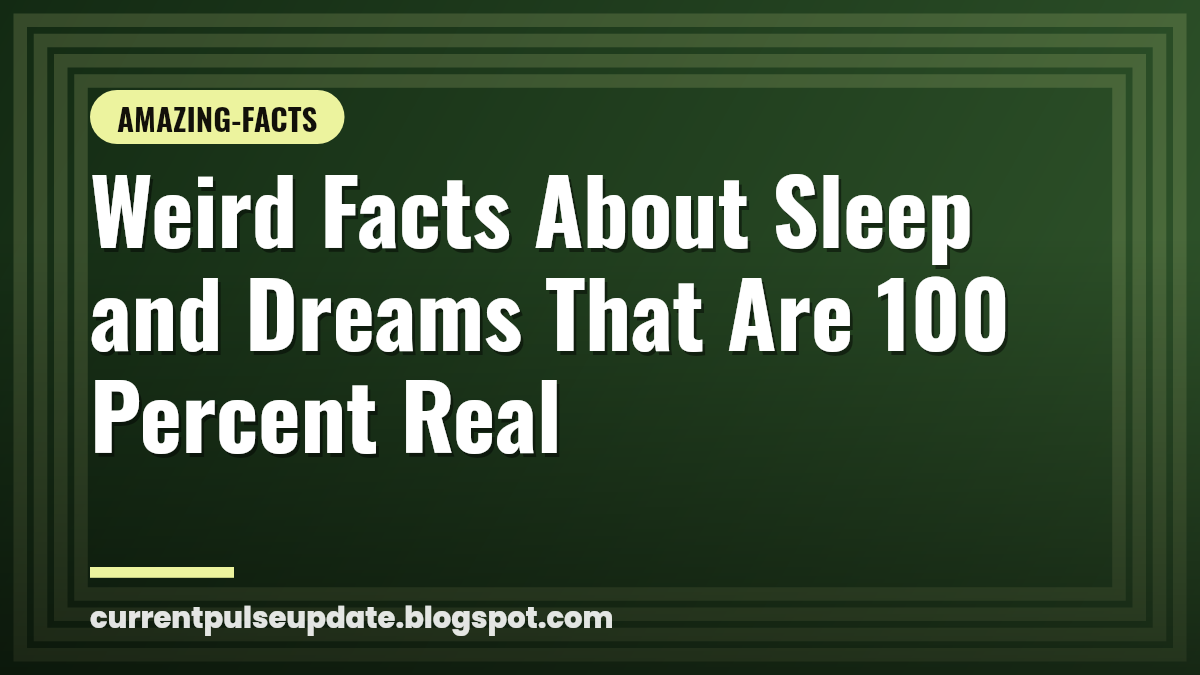 AMAZING-FACTS
Weird Facts About Sleep
and Dreams That Are 100
Percent Real
currentpulseupdate.blogspot.com